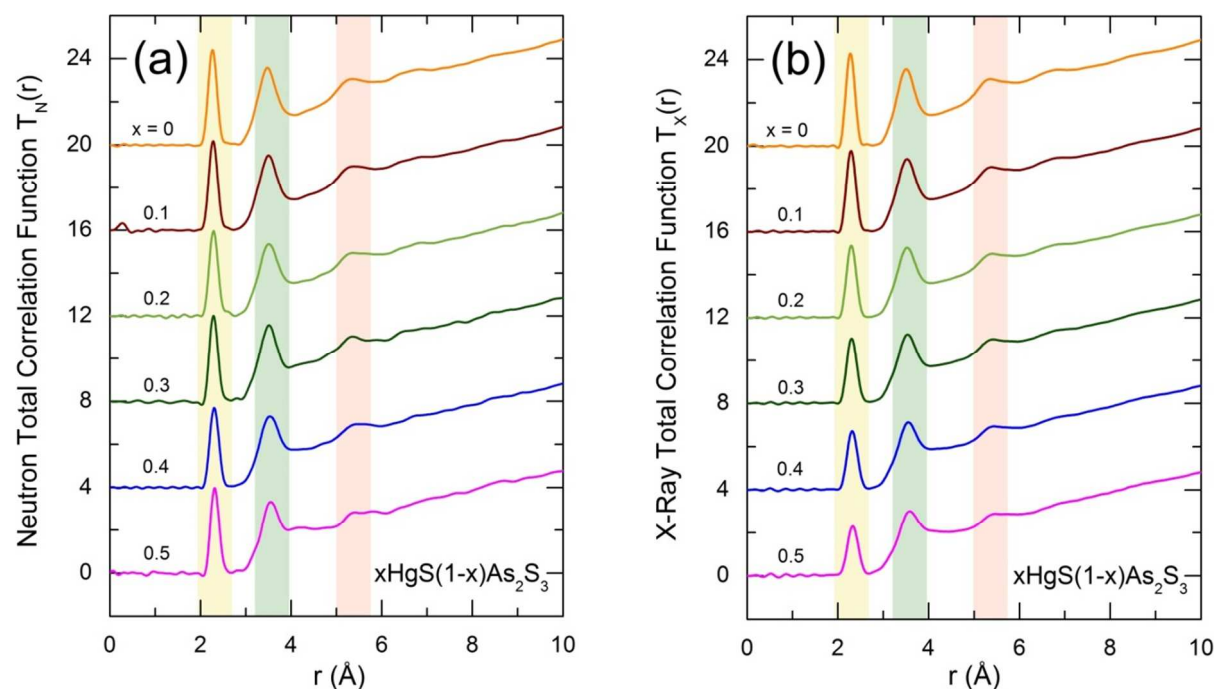 (a)
Neutron Total Correlation Function T_N(r)
24
20
16
12
8
4
0
x = 0
0.1
0.2
0.3
0.4
0.5
xHgS(1-x)As₂S₃
0 2 4 6 8 10
r (Å)
(b)
X-Ray Total Correlation Function T_X(r)
24
20
16
12
8
4
0
x = 0
0.1
0.2
0.3
0.4
0.5
xHgS(1-x)As₂S₃
0 2 4 6 8 10
r (Å)